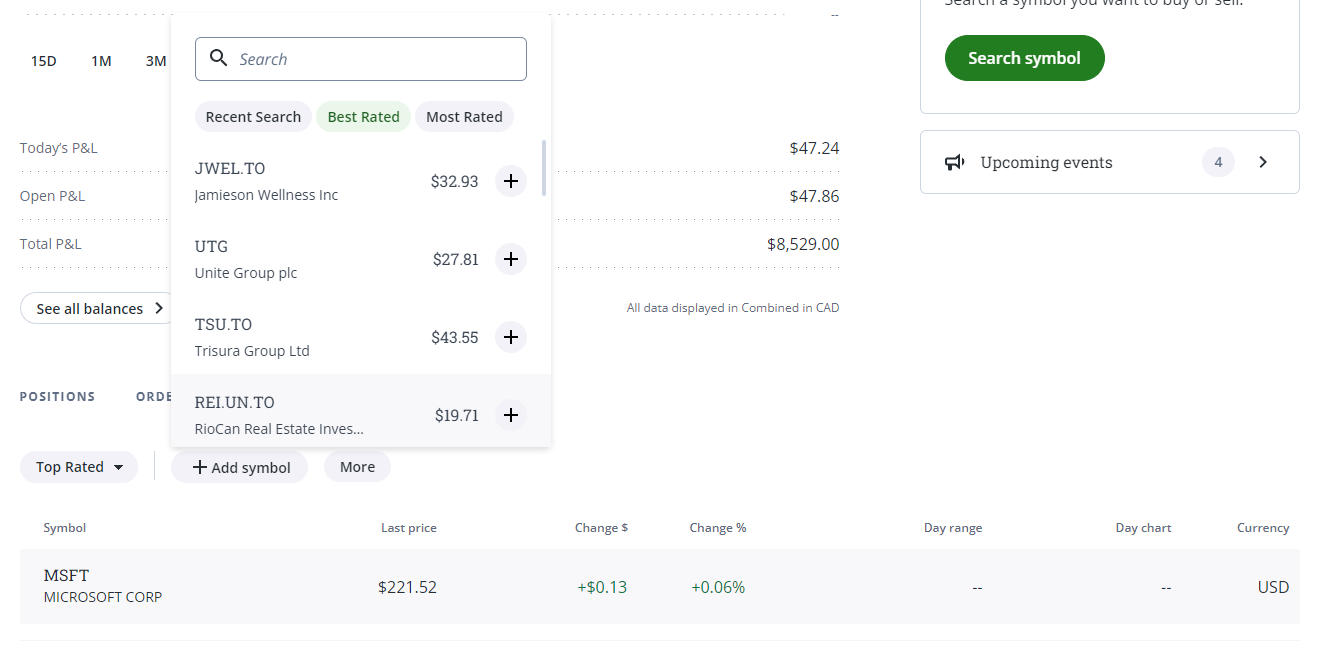 Search a symbol you want to buy or sell.
--
15D 1M 3M
Search
Search symbol
Recent Search Best Rated Most Rated
Today's P&L $47.24
Upcoming events 4
JWEL.TO
Jamieson Wellness Inc
$32.93
Open P&L $47.86
UTG
Unite Group plc
$27.81
Total P&L $8,529.00
See all balances
All data displayed in Combined in CAD
TSU.TO
Trisura Group Ltd
$43.55
POSITIONS ORDE
REI.UN.TO
RioCan Real Estate Inves...
$19.71
Top Rated + Add symbol More
Symbol Last price Change $ Change % Day range Day chart Currency
MSFT
MICROSOFT CORP
$221.52 +$0.13 +0.06% -- -- USD